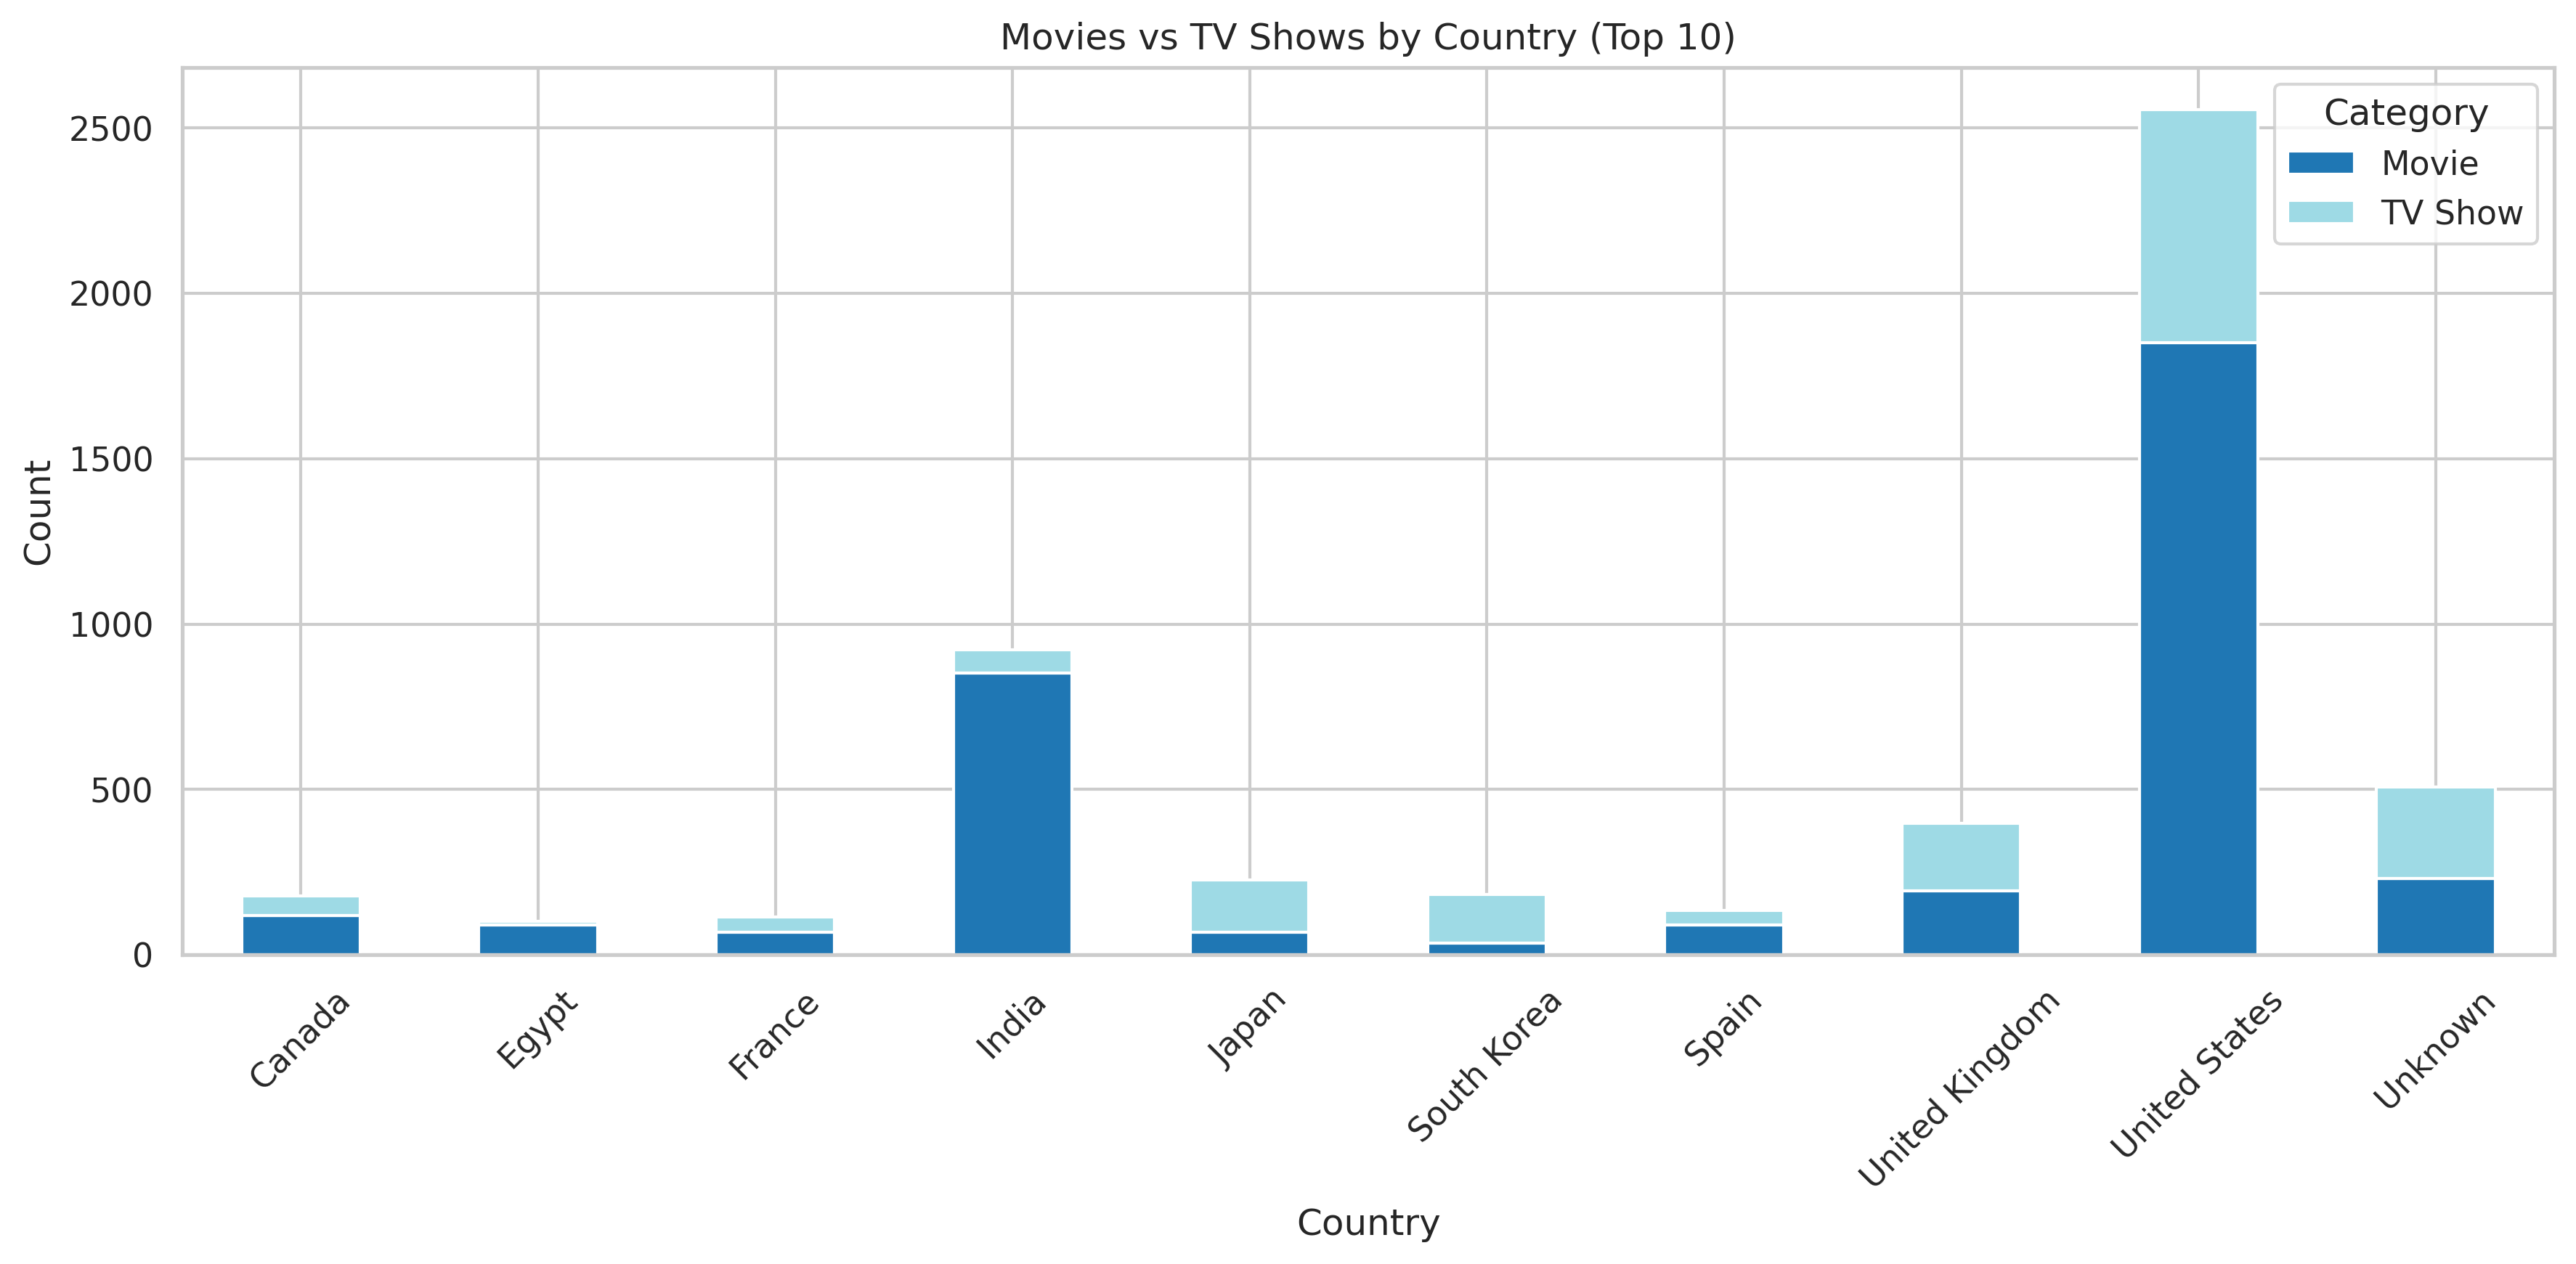 Movies vs TV Shows by Country (Top 10)
Category
Movie
TV Show
Count
2500
2000
1500
1000
500
0
Canada
Egypt
France
India
Japan
South Korea
Spain
United Kingdom
United States
Unknown
Country